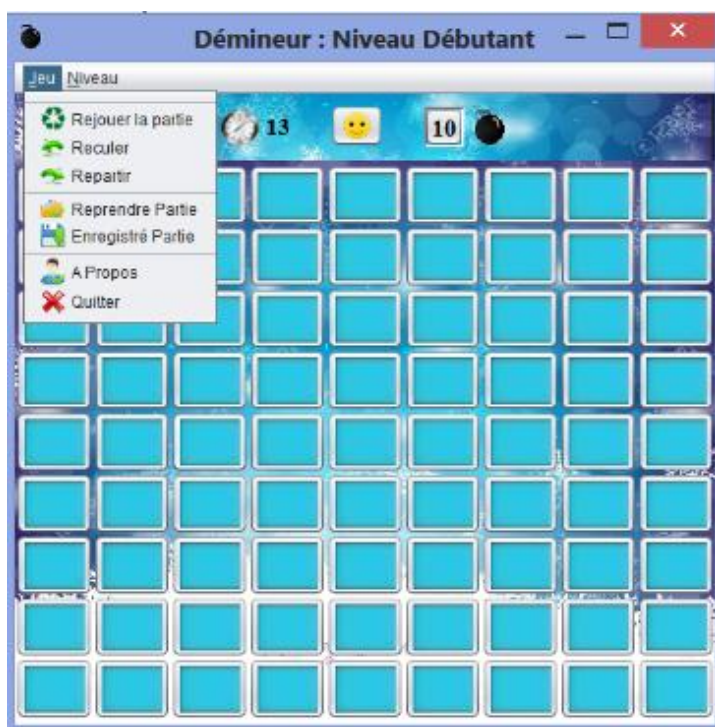 Démineur : Niveau Débutant
Jeu Niveau
13 10
Rejouer la partie
Reculer
Repartir
Reprendre Partie
Enregistré Partie
A Propos
Quitter